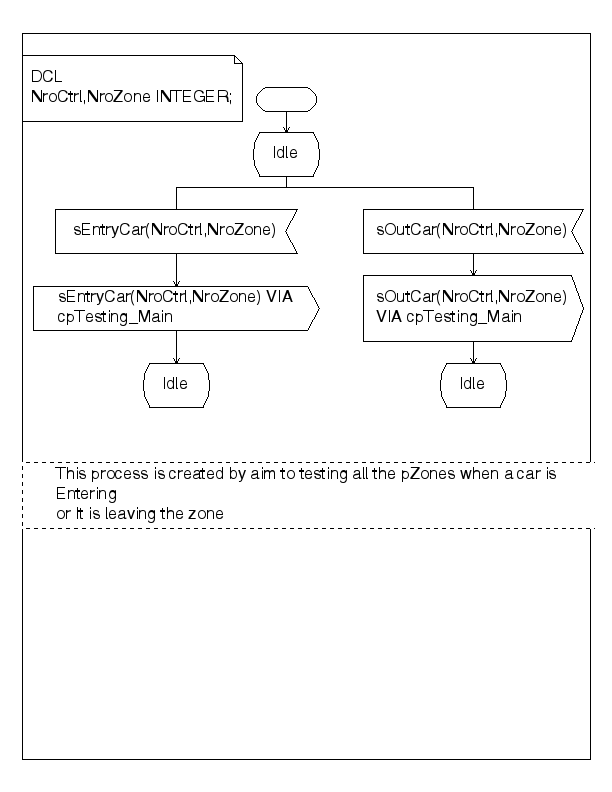 DCL
NroCtrl,NroZone INTEGER;
Idle
sEntryCar(NroCtrl,NroZone)
sOutCar(NroCtrl,NroZone)
sEntryCar(NroCtrl,NroZone) VIA
cpTesting_Main
sOutCar(NroCtrl,NroZone)
VIA cpTesting_Main
Idle
Idle
This process is created by aim to testing all the pZones when a car is
Entering
or it is leaving the zone